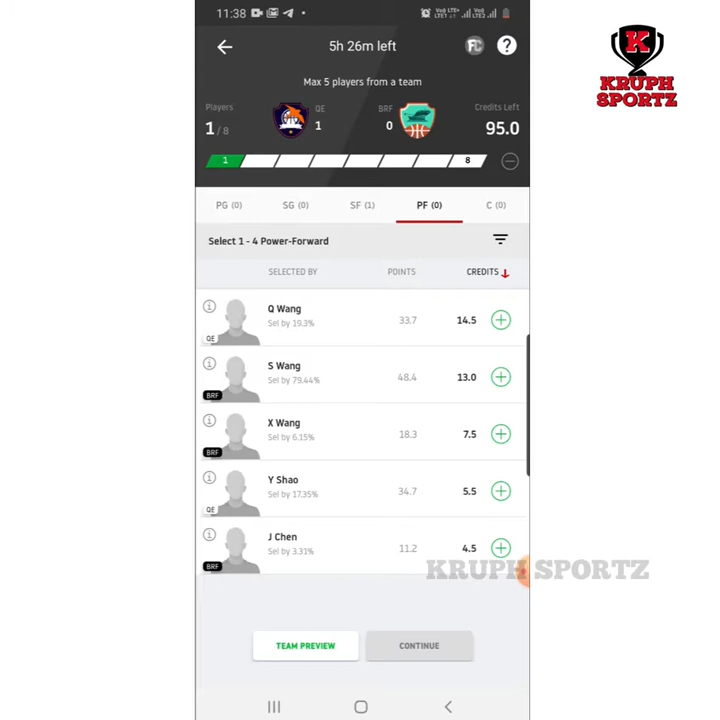 11:38
5h 26m left
FC
?
Max 5 players from a team
Players
QE
BRF
Credits Left
1 / 8
1
0
95.0
1
8
PG (0)
SG (0)
SF (1)
PF (0)
C (0)
Select 1 - 4 Power-Forward
SELECTED BY
POINTS
CREDITS
Q Wang
Sel by 19.3%
33.7
14.5
QE
S Wang
Sel by 79.44%
48.4
13.0
BRF
X Wang
Sel by 6.15%
18.3
7.5
BRF
Y Shao
Sel by 17.35%
34.7
5.5
QE
J Chen
Sel by 3.31%
11.2
4.5
BRF
KRUPH SPORTZ
TEAM PREVIEW
CONTINUE
K
KRUPH
SPORTZ